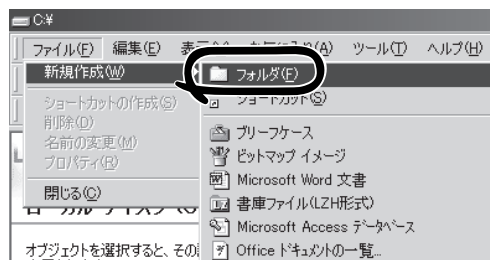 C:¥
ファイル(F) 編集(E) ツール(T) ヘルプ(H)
新規作成(W)
フォルダ(F)
ショートカットの作成(S)
ショートカット(S)
削除(D)
名前の変更(M)
プロパティ(R)
閉じる(C)
ブリーフケース
ビットマップ イメージ
Microsoft Word 文書
書庫ファイル(LZH形式)
Microsoft Access データベース
Office ドキュメントの一覧...
オブジェクトを選択すると、その